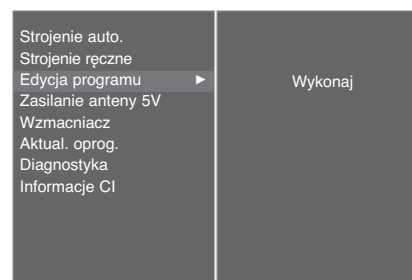 Strojenie auto.
Strojenie ręczne
Edycja programu ►
Wykonaj
Zasilanie anteny 5V
Wzmacniacz
Aktual. oprog.
Diagnostyka
Informacje CI